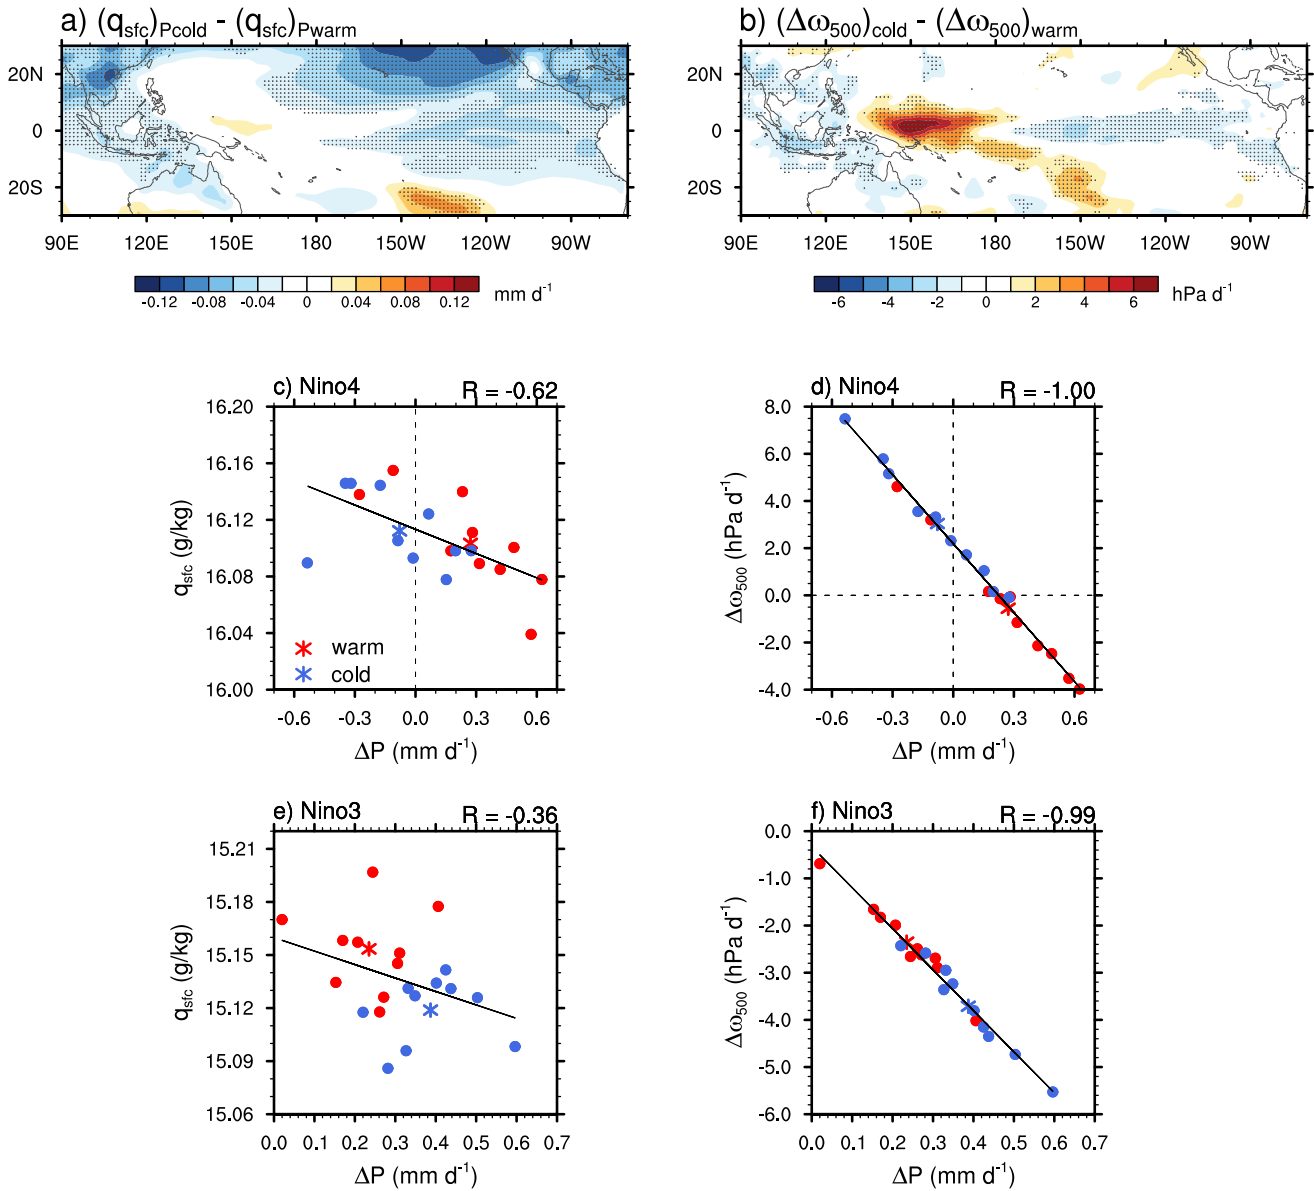 a) (qsfc)Pcold - (qsfc)Pwarm
b) (Δω500)cold - (Δω500)warm
20N
0
20S
90E 120E 150E 180 150W 120W 90W
20N
0
20S
90E 120E 150E 180 150W 120W 90W
-0.12 -0.08 -0.04 0 0.04 0.08 0.12 mm d-1
-6 -4 -2 0 2 4 6 hPa d-1
c) Nino4 R = -0.62
16.20
16.16
16.12
16.08
16.04
16.00
qsfc (g/kg)
warm
cold
-0.6 -0.3 0.0 0.3 0.6
ΔP (mm d-1)
d) Nino4 R = -1.00
8.0
6.0
4.0
2.0
0.0
-2.0
-4.0
Δω500 (hPa d-1)
-0.6 -0.3 0.0 0.3 0.6
ΔP (mm d-1)
e) Nino3 R = -0.36
15.21
15.18
15.15
15.12
15.09
15.06
qsfc (g/kg)
0.0 0.1 0.2 0.3 0.4 0.5 0.6 0.7
ΔP (mm d-1)
f) Nino3 R = -0.99
0.0
-1.0
-2.0
-3.0
-4.0
-5.0
-6.0
Δω500 (hPa d-1)
0.0 0.1 0.2 0.3 0.4 0.5 0.6 0.7
ΔP (mm d-1)